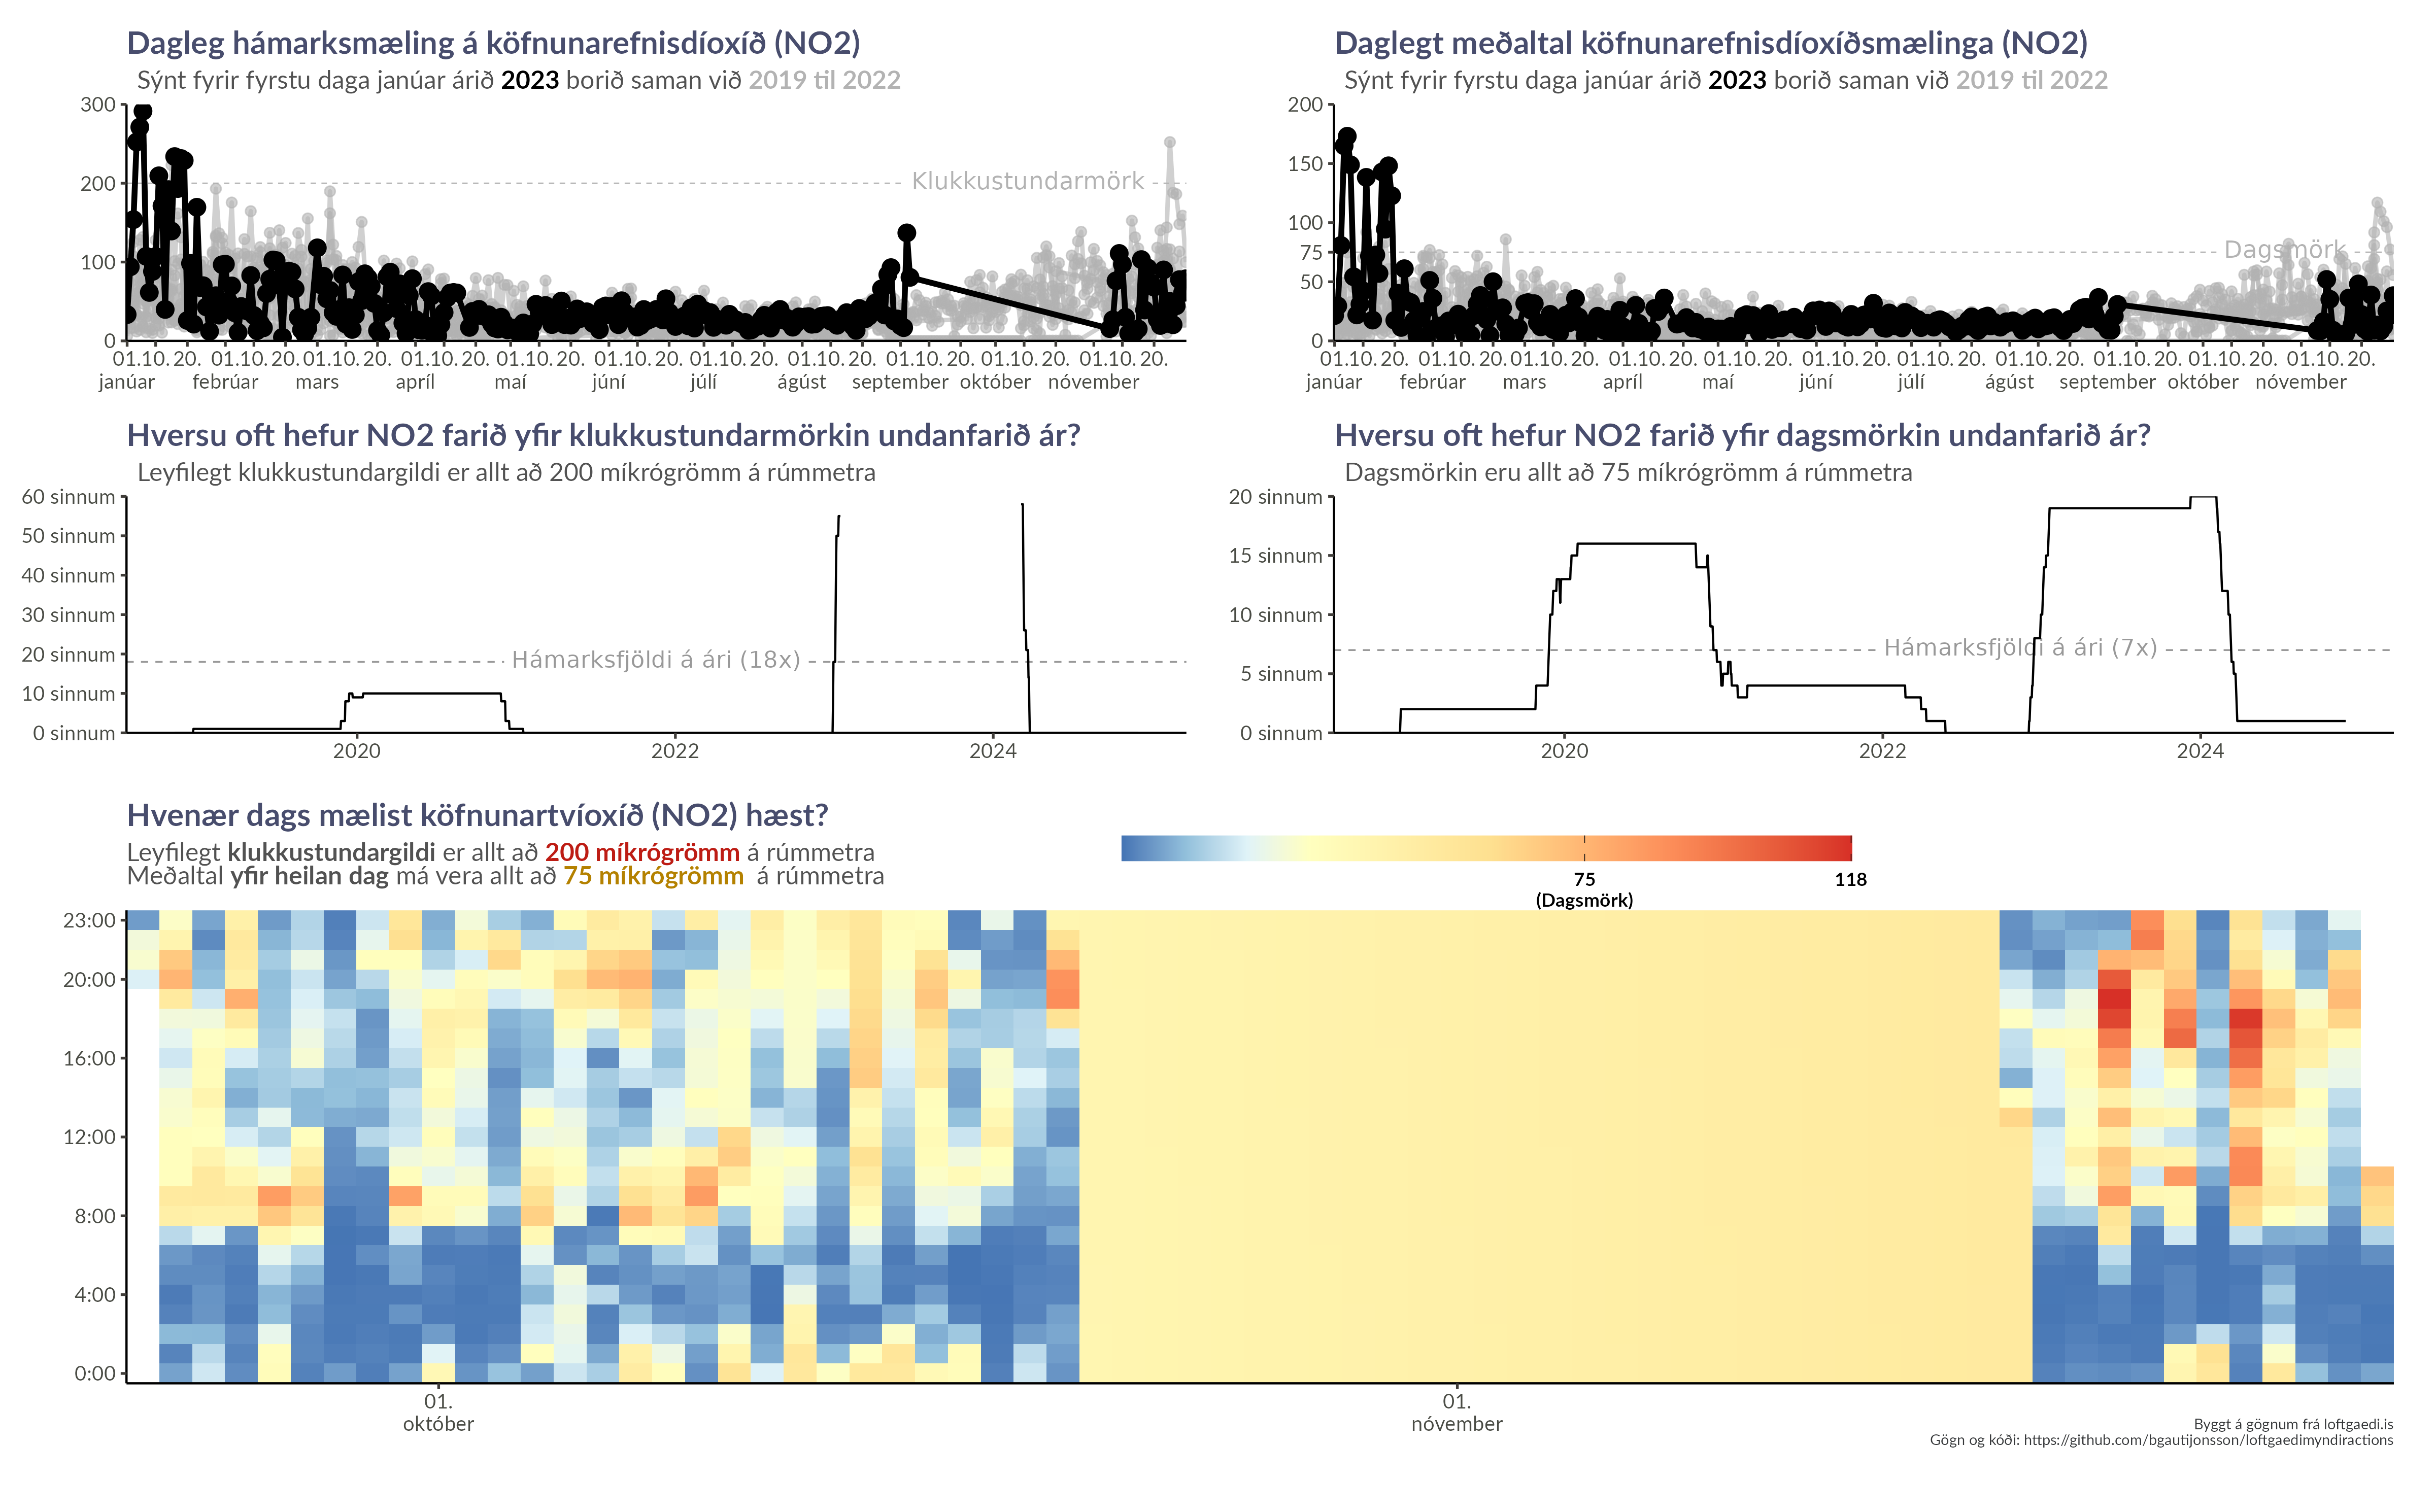 Dagleg hámarksmæling á köfnunarefnisdíoxíð (NO2)
Sýnt fyrir fyrstu daga janúar árið 2023 borið saman við 2019 til 2022
300
200
100
0
Klukkustundarmörk
01. 10. 20. 01. 10. 20. 01. 10. 20. 01. 10. 20. 01. 10. 20. 01. 10. 20. 01. 10. 20. 01. 10. 20. 01. 10. 20. 01. 10. 20. 01. 10. 20.
janúar febrúar mars apríl maí júní júlí ágúst september október nóvember
Daglegt meðaltal köfnunarefnisdíoxíðsmælinga (NO2)
Sýnt fyrir fyrstu daga janúar árið 2023 borið saman við 2019 til 2022
200
150
100
75
50
0
Dagsmörk
01. 10. 20. 01. 10. 20. 01. 10. 20. 01. 10. 20. 01. 10. 20. 01. 10. 20. 01. 10. 20. 01. 10. 20. 01. 10. 20. 01. 10. 20. 01. 10. 20.
janúar febrúar mars apríl maí júní júlí ágúst september október nóvember
Hversu oft hefur NO2 farið yfir klukkustundarmörkin undanfarið ár?
Leyfilegt klukkustundargildi er allt að 200 míkrógrömm á rúmmetra
60 sinnum
50 sinnum
40 sinnum
30 sinnum
20 sinnum
10 sinnum
0 sinnum
Hámarksfjöldi á ári (18x)
2020 2022 2024
Hversu oft hefur NO2 farið yfir dagsmörkin undanfarið ár?
Dagsmörkin eru allt að 75 míkrógrömm á rúmmetra
20 sinnum
15 sinnum
10 sinnum
5 sinnum
0 sinnum
Hámarksfjöldi á ári (7x)
2020 2022 2024
Hvenær dags mælist köfnunartvíoxíð (NO2) hæst?
Leyfilegt klukkustundargildi er allt að 200 míkrógrömm á rúmmetra
Meðaltal yfir heilan dag má vera allt að 75 míkrógrömm á rúmmetra
75 118
(Dagsmörk)
23:00
20:00
16:00
12:00
8:00
4:00
0:00
01. 01.
október nóvember
Byggt á gögnum frá loftgaedi.is
Gögn og kóði: https://github.com/bgautijonsson/loftgaedimyndiractions